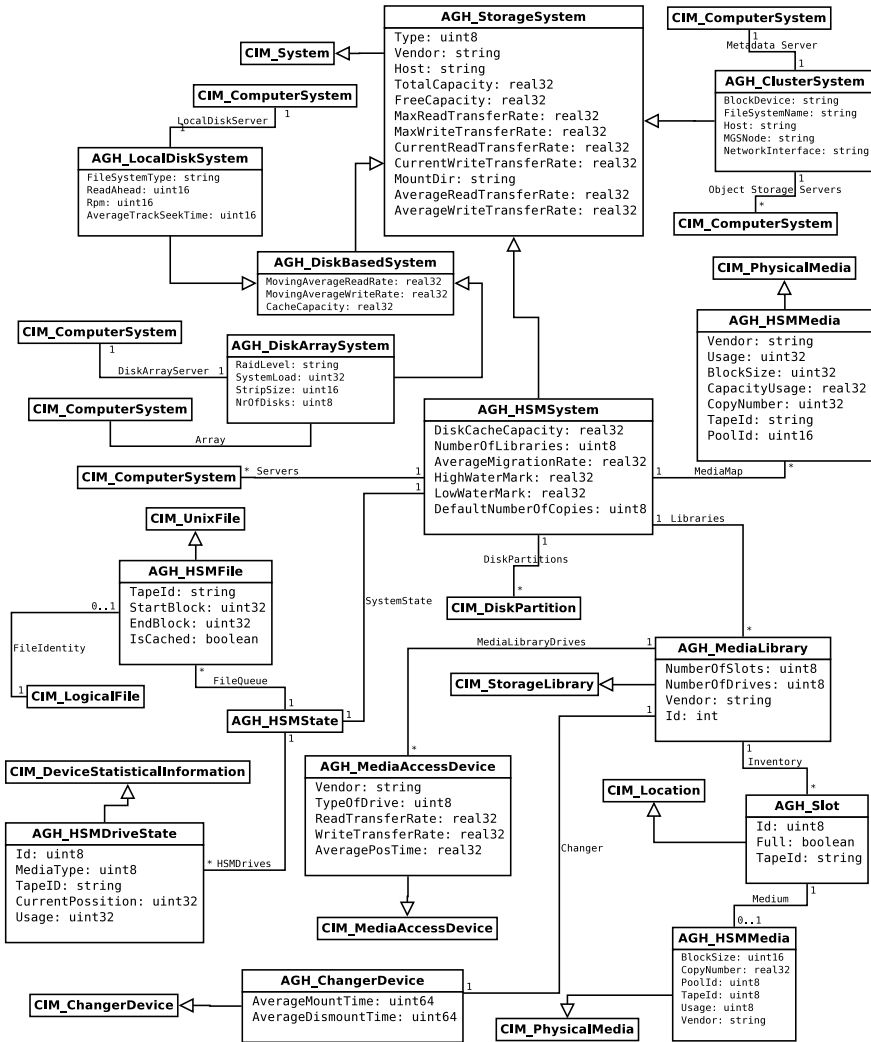 AGH_StorageSystem
Type: uint8
Vendor: string
Host: string
TotalCapacity: real32
FreeCapacity: real32
MaxReadTransferRate: real32
MaxWriteTransferRate: real32
CurrentReadTransferRate: real32
CurrentWriteTransferRate: real32
MountDir: string
AverageReadTransferRate: real32
AverageWriteTransferRate: real32
CIM_System
CIM_ComputerSystem
1
Metadata Server
1
AGH_ClusterSystem
BlockDevice: string
FileSystemName: string
Host: string
MGSNode: string
NetworkInterface: string
1
Object Storage Servers
*
CIM_ComputerSystem
CIM_ComputerSystem
1
LocalDiskServer
1
AGH_LocalDiskSystem
FileSystemType: string
ReadAhead: uint16
Rpm: uint16
AverageTrackSeekTime: uint16
AGH_DiskBasedSystem
MovingAverageReadRate: real32
MovingAverageWriteRate: real32
CacheCapacity: real32
CIM_ComputerSystem
1
DiskArrayServer
1
AGH_DiskArraySystem
RaidLevel: string
SystemLoad: uint32
StripSize: uint16
NrOfDisks: uint8
CIM_ComputerSystem
Array
CIM_PhysicalMedia
AGH_HSMMedia
Vendor: string
Usage: uint32
BlockSize: uint32
CapacityUsage: real32
CopyNumber: uint32
TapeId: string
PoolId: uint16
AGH_HSMSystem
DiskCacheCapacity: real32
NumberOfLibraries: uint8
AverageMigrationRate: real32
HighWaterMark: real32
LowWaterMark: real32
DefaultNumberOfCopies: uint8
CIM_ComputerSystem
* Servers
1
1
1
MediaMap
*
1 Libraries
1
DiskPartitions
*
CIM_DiskPartition
CIM_UnixFile
AGH_HSMFile
TapeId: string
StartBlock: uint32
EndBlock: uint32
IsCached: boolean
0..1
FileIdentity
1
CIM_LogicalFile
*
FileQueue
1
SystemState
AGH_HSMState
1
1
MediaLibraryDrives
1
*
*
AGH_MediaLibrary
NumberOfSlots: uint8
NumberOfDrives: uint8
Vendor: string
Id: int
CIM_StorageLibrary
1
1
Inventory
*
CIM_DeviceStatisticalInformation
AGH_HSMDriveState
Id: uint8
MediaType: uint8
TapeID: string
CurrentPossition: uint32
Usage: uint32
* HSMDrives
AGH_MediaAccessDevice
Vendor: string
TypeOfDrive: uint8
ReadTransferRate: real32
WriteTransferRate: real32
AveragePosTime: real32
CIM_MediaAccessDevice
Changer
CIM_Location
AGH_Slot
Id: uint8
Full: boolean
TapeId: string
1
Medium
0..1
AGH_HSMMedia
BlockSize: uint16
CopyNumber: real32
PoolId: uint8
TapeId: uint8
Usage: uint8
Vendor: string
CIM_PhysicalMedia
AGH_ChangerDevice
AverageMountTime: uint64
AverageDismountTime: uint64
1
CIM_ChangerDevice